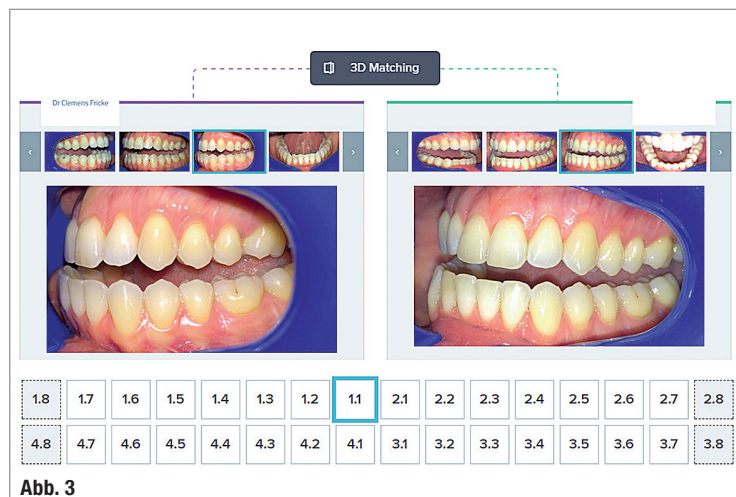 3D Matching
Dr Clemens Fricke
1.8 1.7 1.6 1.5 1.4 1.3 1.2 1.1 2.1 2.2 2.3 2.4 2.5 2.6 2.7 2.8
4.8 4.7 4.6 4.5 4.4 4.3 4.2 4.1 3.1 3.2 3.3 3.4 3.5 3.6 3.7 3.8
Abb. 3